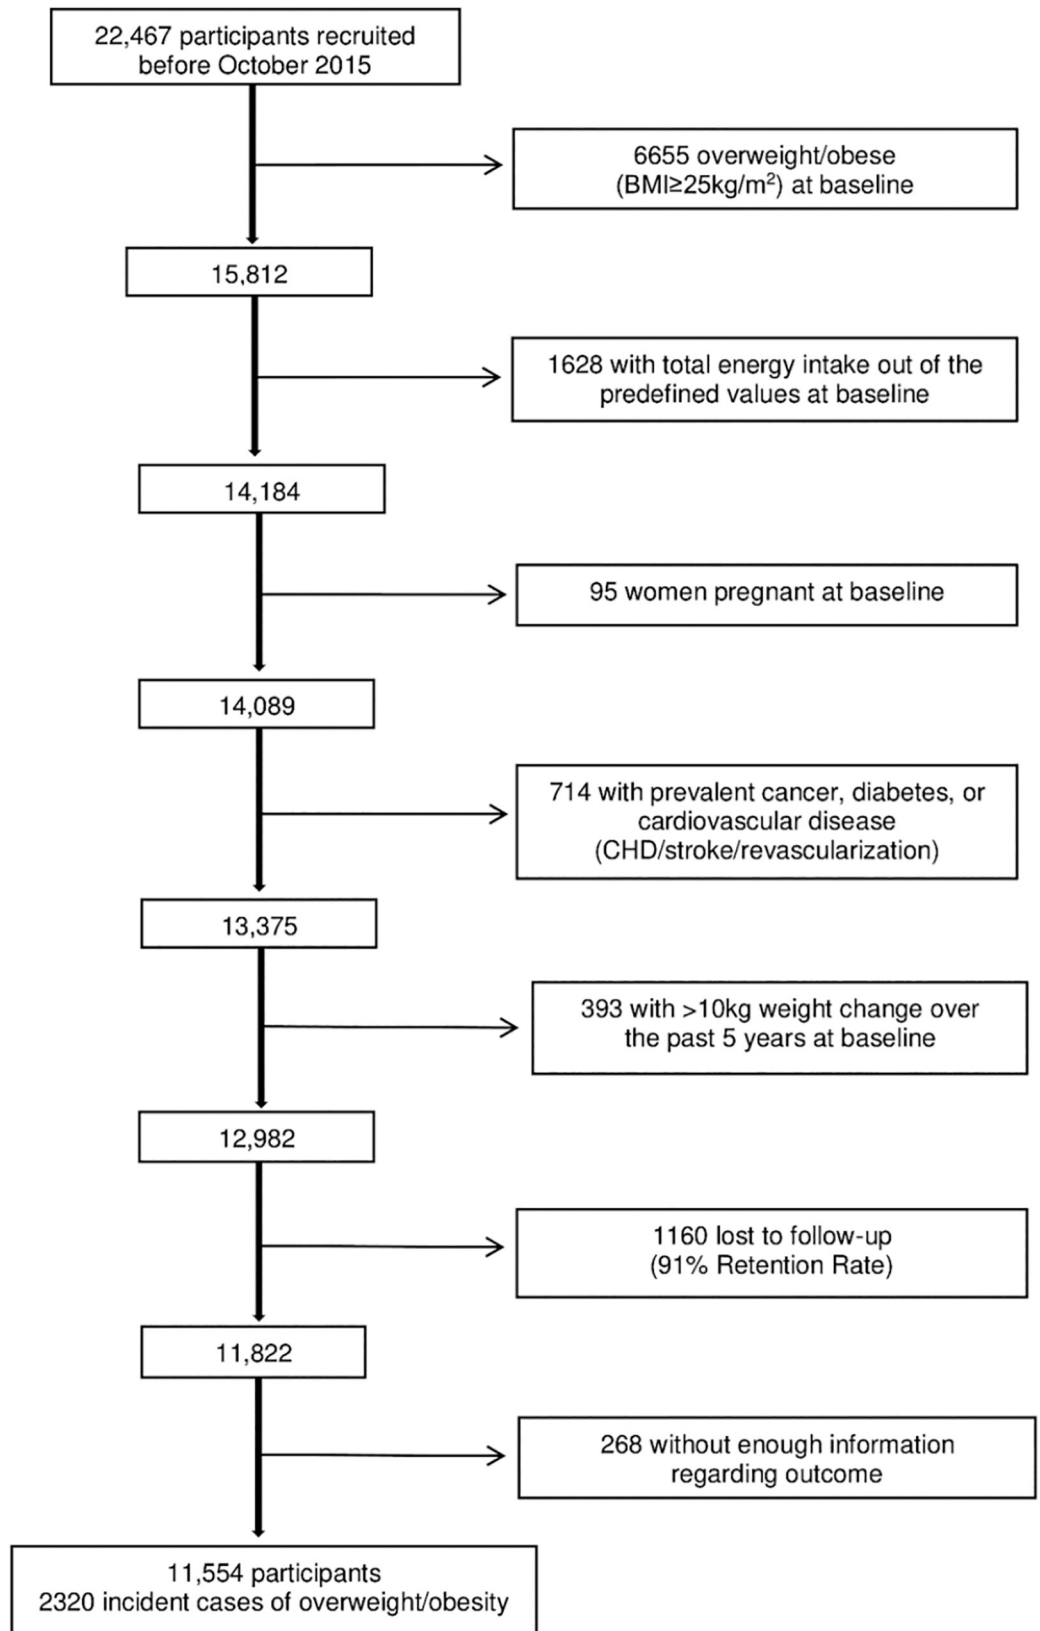 22,467 participants recruited
before October 2015
6655 overweight/obese
(BMI≥25kg/m²) at baseline
15,812
1628 with total energy intake out of the
predefined values at baseline
14,184
95 women pregnant at baseline
14,089
714 with prevalent cancer, diabetes, or
cardiovascular disease
(CHD/stroke/revascularization)
13,375
393 with >10kg weight change over
the past 5 years at baseline
12,982
1160 lost to follow-up
(91% Retention Rate)
11,822
268 without enough information
regarding outcome
11,554 participants
2320 incident cases of overweight/obesity